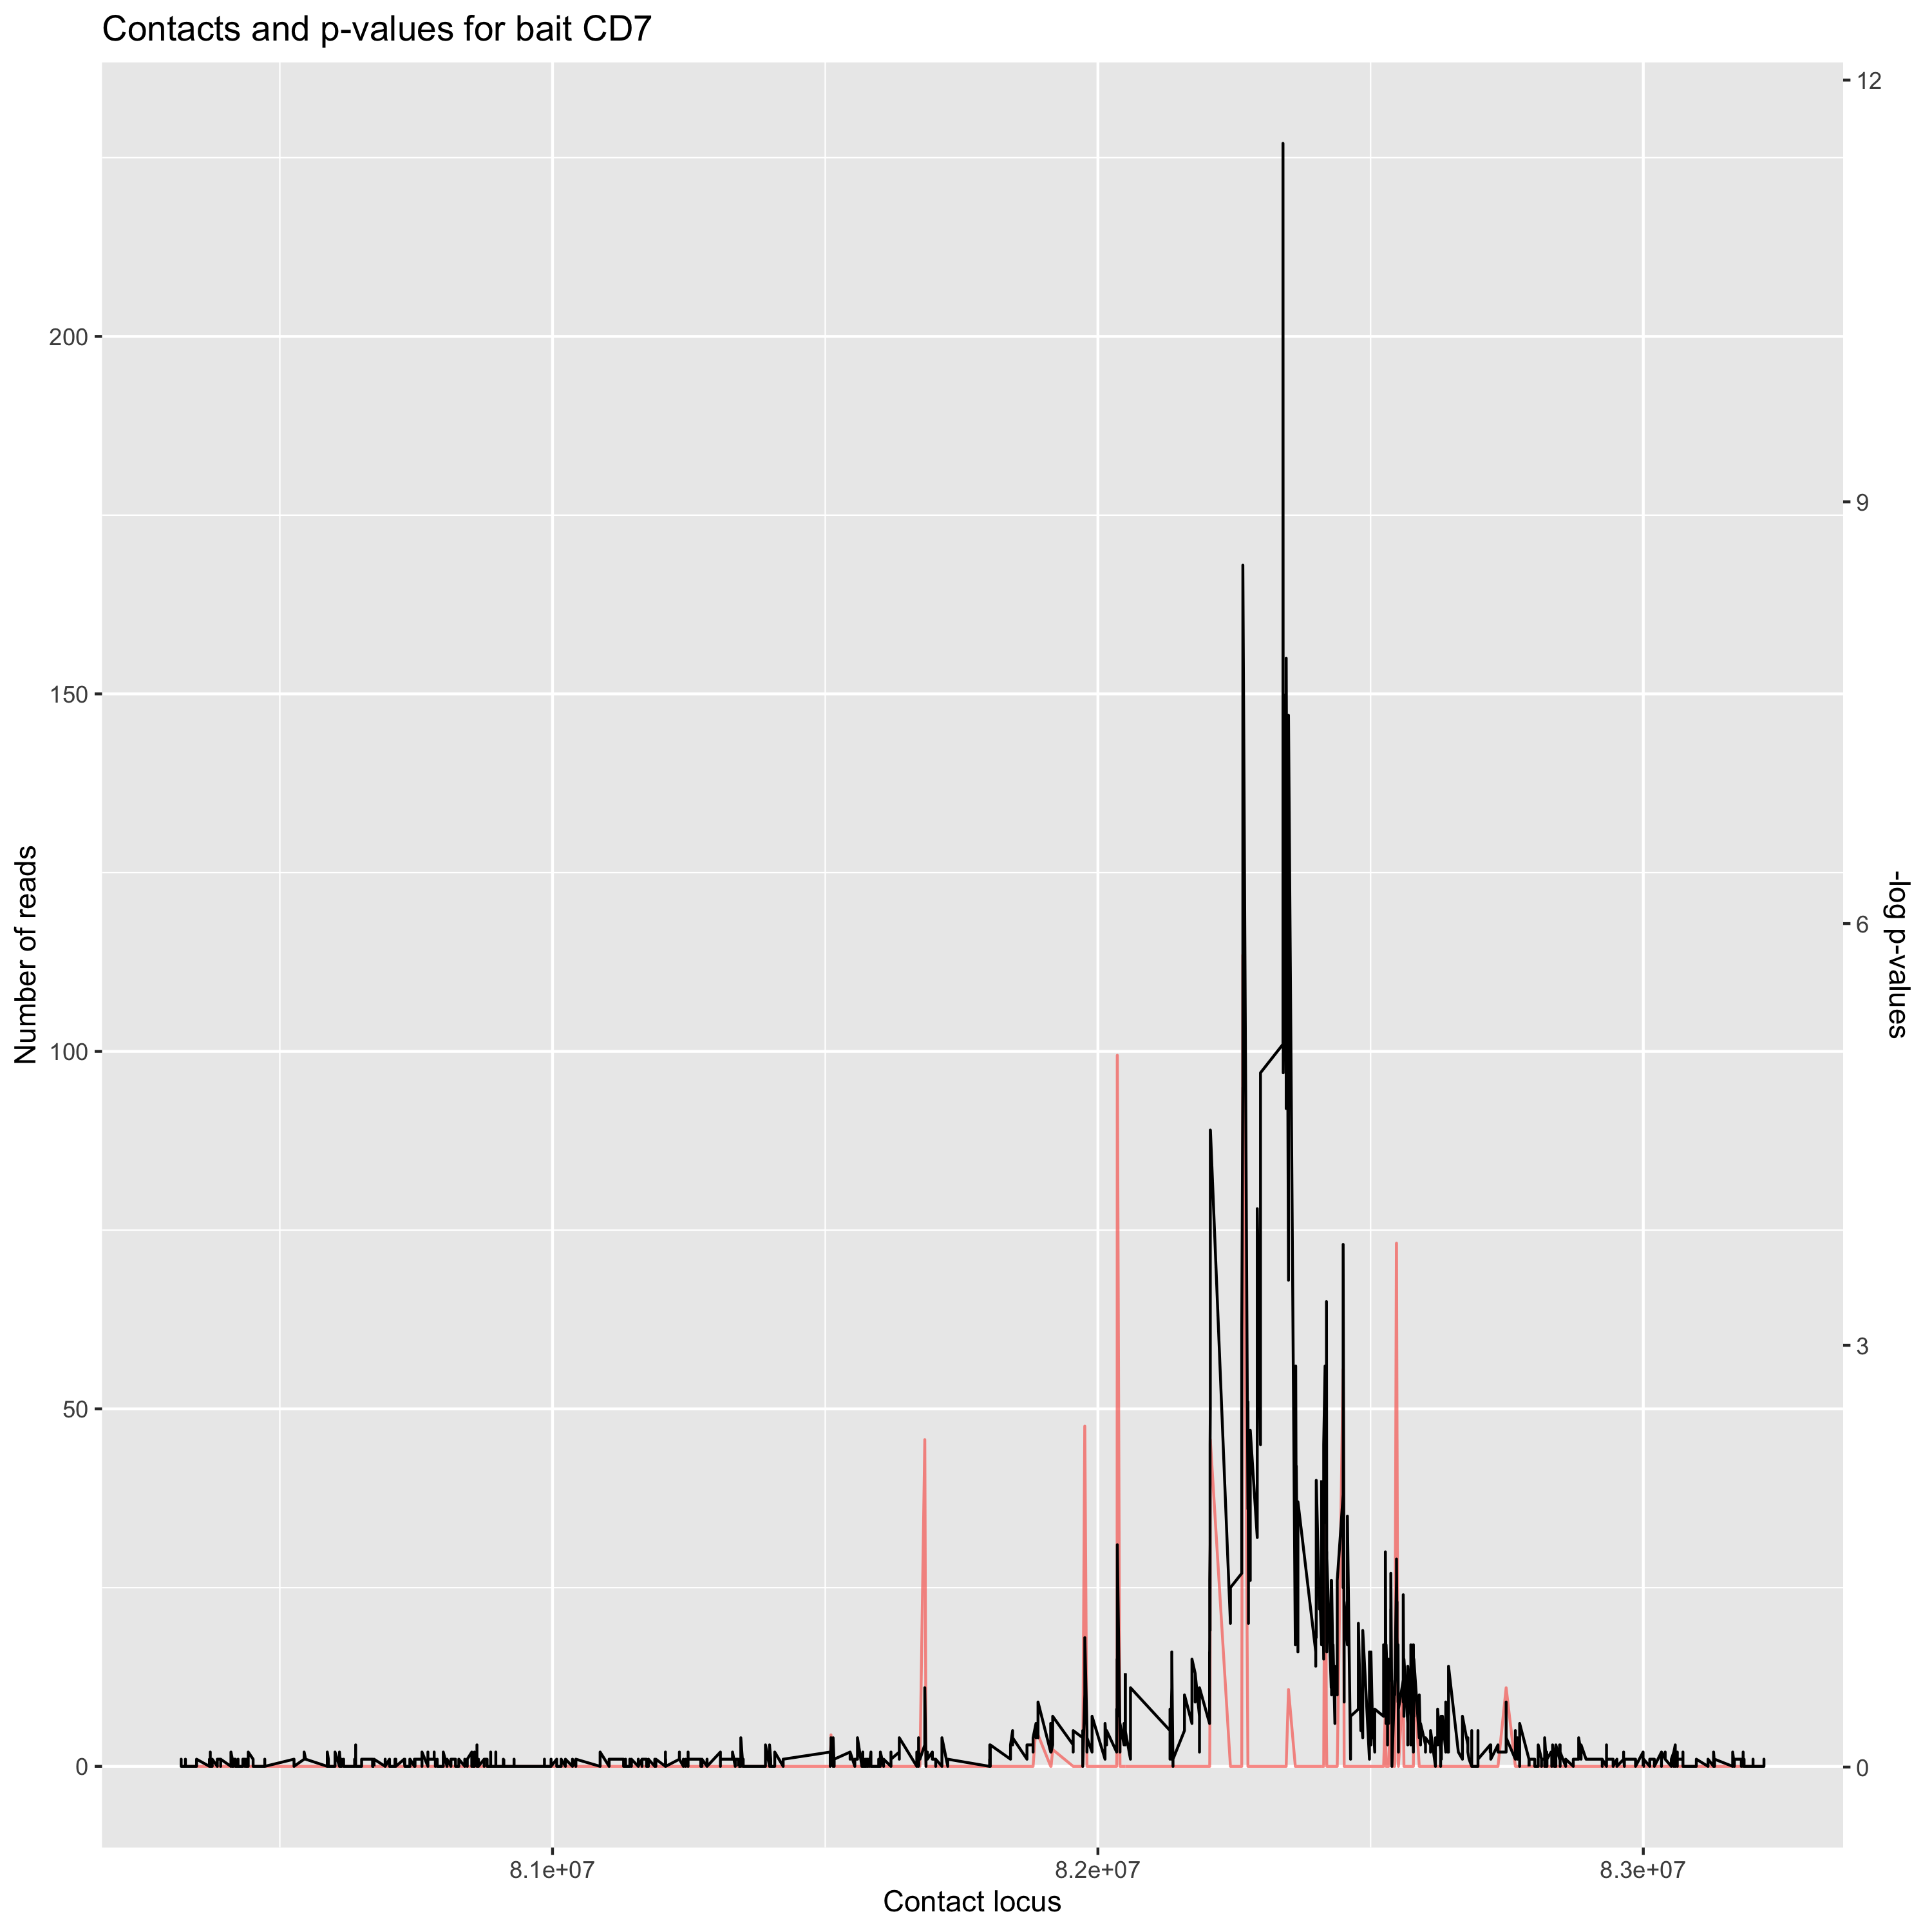 Contacts and p-values for bait CD7
12
9
6
3
0
200
150
100
50
0
Number of reads
-log p-values
8.1e+07
8.2e+07
8.3e+07
Contact locus